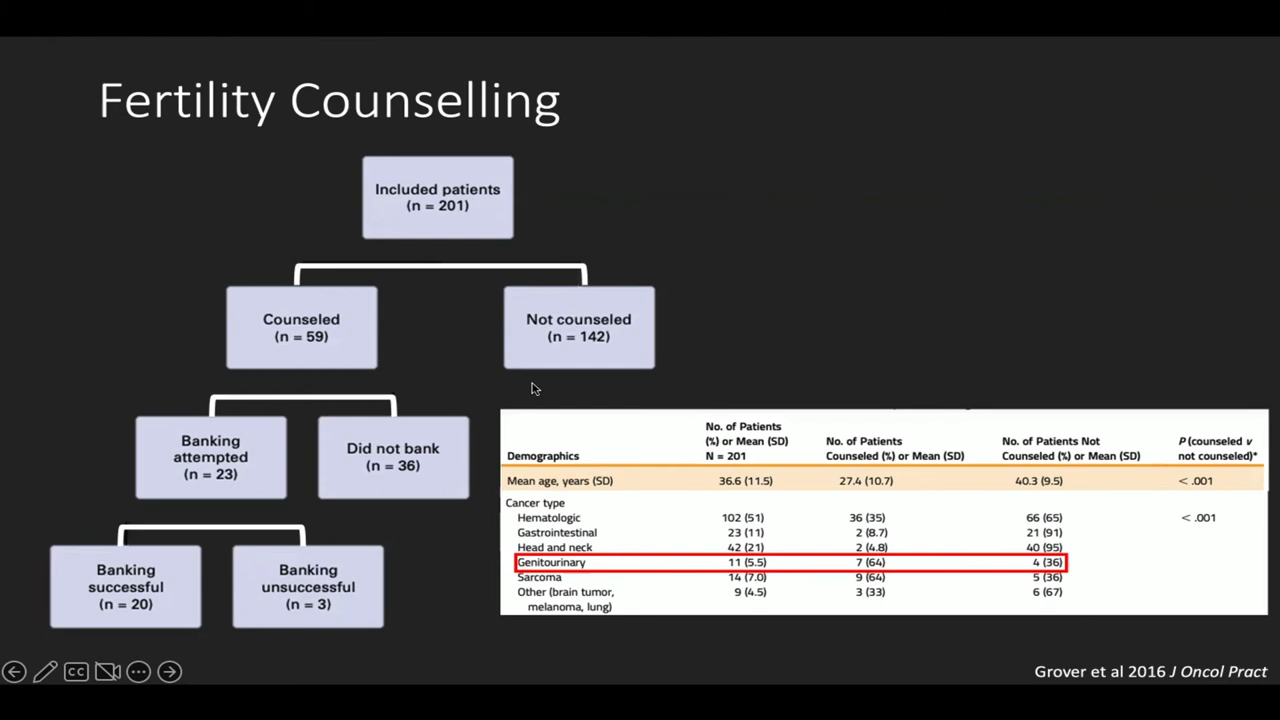 Fertility Counselling
Included patients
(n = 201)
Counseled
(n = 59)
Not counseled
(n = 142)
Banking
attempted
(n = 23)
Did not bank
(n = 36)
Banking
successful
(n = 20)
Banking
unsuccessful
(n = 3)
No. of Patients
(%) or Mean (SD) No. of Patients No. of Patients Not P (counseled v
Demographics N = 201 Counseled (%) or Mean (SD) Counseled (%) or Mean (SD) not counseled)*
Mean age, years (SD) 36.6 (11.5) 27.4 (10.7) 40.3 (9.5) < .001
Cancer type
Hematologic 102 (51) 36 (35) 66 (65) < .001
Gastrointestinal 23 (11) 2 (8.7) 21 (91)
Head and neck 42 (21) 2 (4.8) 40 (95)
Genitourinary 11 (5.5) 7 (64) 4 (36)
Sarcoma 14 (7.0) 9 (64) 5 (36)
Other (brain tumor, 9 (4.5) 3 (33) 6 (67)
melanoma, lung)
CC
Grover et al 2016 J Oncol Pract